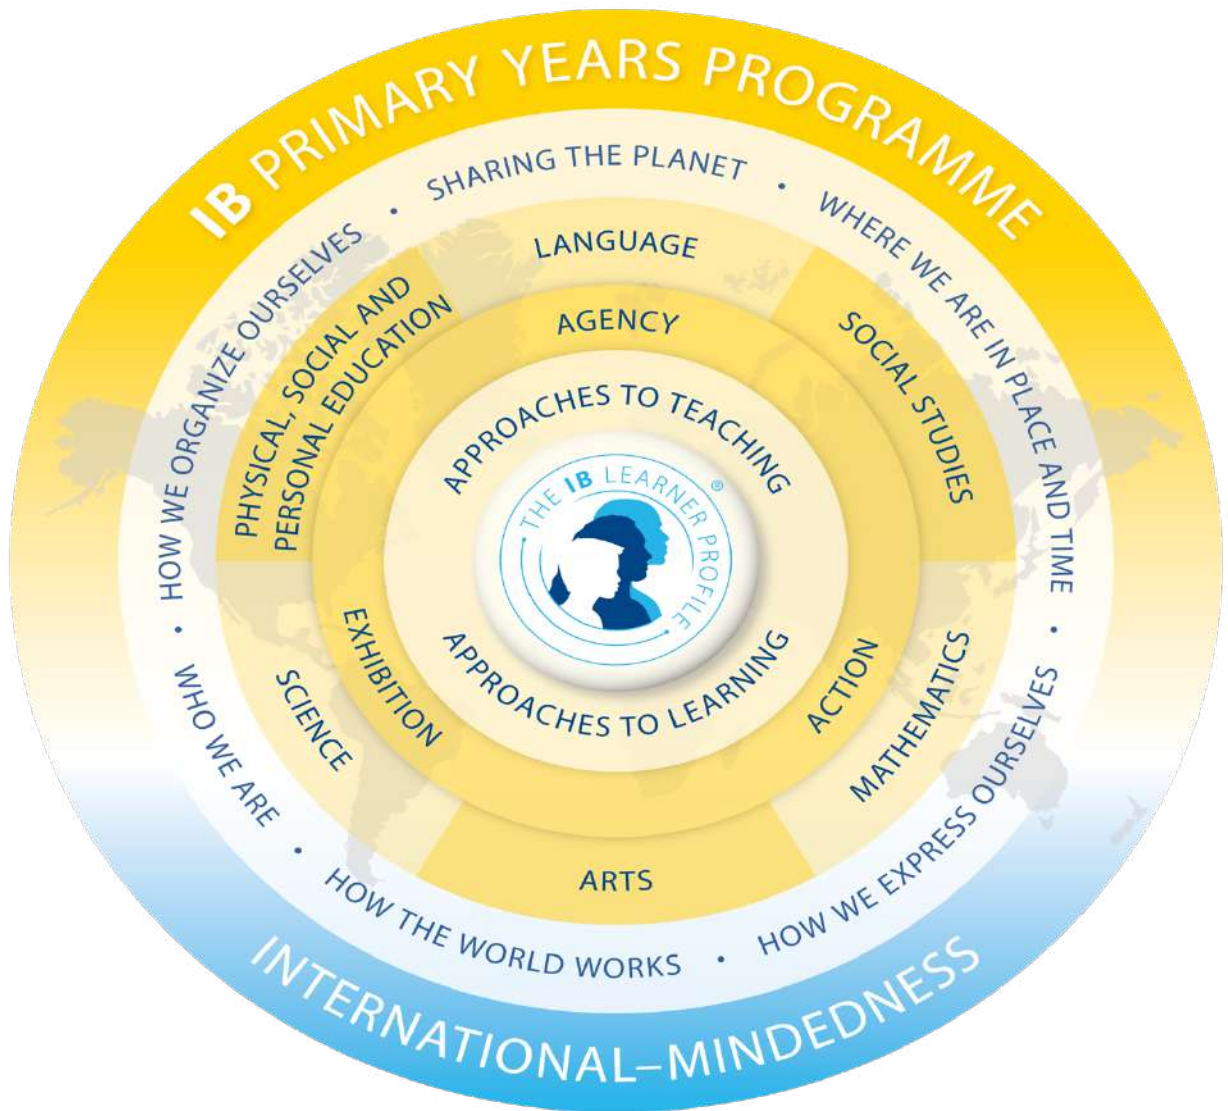 IB PRIMARY YEARS PROGRAMME
SHARING THE PLANET
•
WHERE WE ARE IN PLACE AND TIME
•
HOW WE EXPRESS OURSELVES
•
HOW THE WORLD WORKS
•
WHO WE ARE
•
HOW WE ORGANIZE OURSELVES
•
LANGUAGE
SOCIAL STUDIES
MATHEMATICS
ARTS
SCIENCE
PHYSICAL, SOCIAL AND
PERSONAL EDUCATION
AGENCY
ACTION
EXHIBITION
APPROACHES TO TEACHING
APPROACHES TO LEARNING
THE IB LEARNER PROFILE ®
INTERNATIONAL–MINDEDNESS